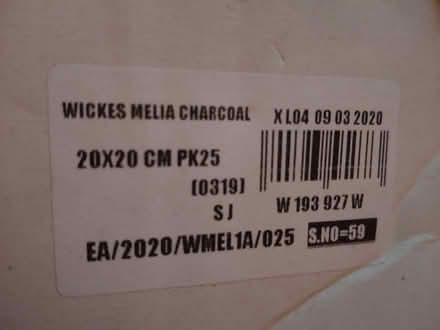 WICKES MELIA CHARCOAL
X L04 09 03 2020
20X20 CM PK25
(0319)
S J
W 193 927 W
EA/2020/WMEL1A/025
S.NO=59